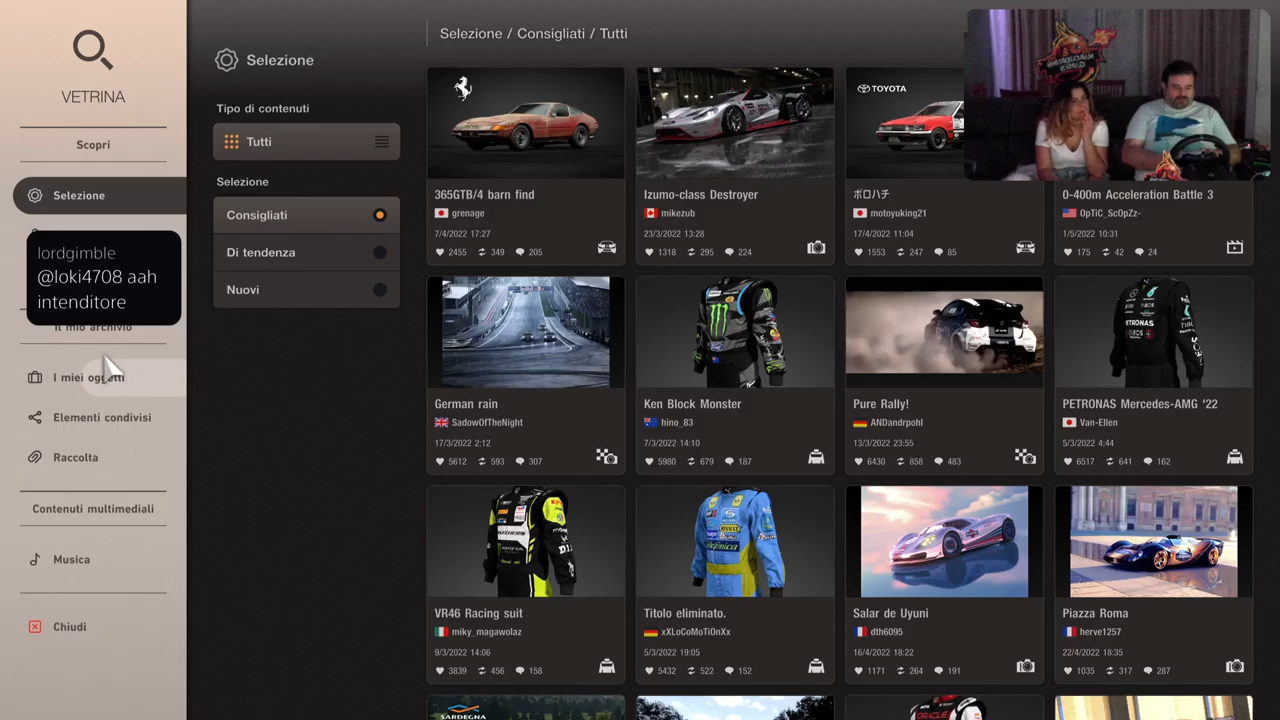 VETRINA
Scopri
Selezione
lordgimble
@loki4708 aah
intenditore
Il mio archivio
I miei oggetti
Elementi condivisi
Raccolta
Contenuti multimediali
Musica
Chiudi
Selezione
Tipo di contenuti
Tutti
Selezione
Consigliati
Di tendenza
Nuovi
Selezione / Consigliati / Tutti
365GTB/4 barn find
grenage
7/4/2022 17:27
2455 349 205
Izumo-class Destroyer
mikezub
23/3/2022 13:28
1318 295 224
TOYOTA
ボロハチ
motoyuking21
17/4/2022 11:04
1553 247 85
0-400m Acceleration Battle 3
OpTiC_ScOpZz-
1/5/2022 10:31
175 42 24
German rain
SadowOfTheNight
17/3/2022 2:12
5612 593 307
Ken Block Monster
hino_83
7/3/2022 14:10
5980 679 187
Pure Rally!
ANDandrpohl
13/3/2022 23:55
6430 858 483
PETRONAS
PETRONAS Mercedes-AMG '22
Van-Ellen
5/3/2022 4:44
6517 641 162
VR46 Racing suit
miky_magawolaz
9/3/2022 14:06
3839 456 158
Titolo eliminato.
xXLoCoMoTiOnXx
5/3/2022 19:05
5432 522 152
Salar de Uyuni
dth6095
16/4/2022 18:22
1171 264 191
Piazza Roma
herve1257
22/4/2022 18:35
1035 317 287
SARDEGNA
ORACLE